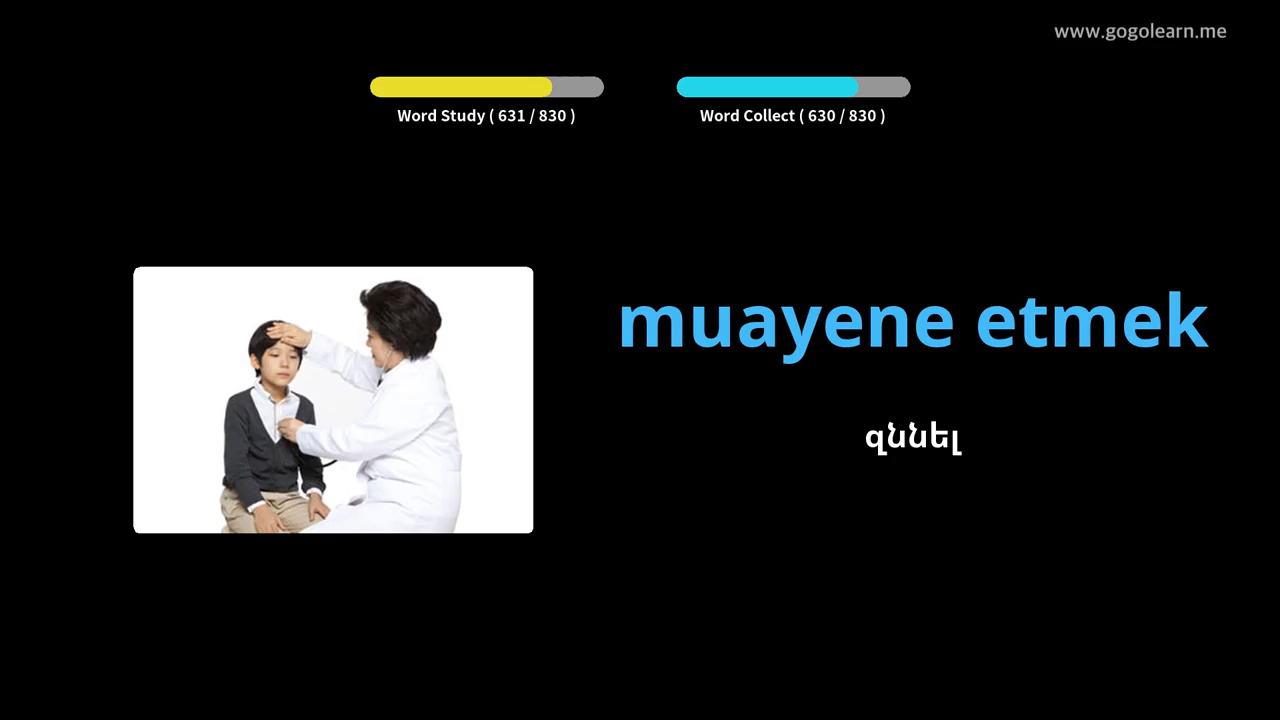 www.gogolearn.me
Word Study ( 631 / 830 )
Word Collect ( 630 / 830 )
muayene etmek
զննել